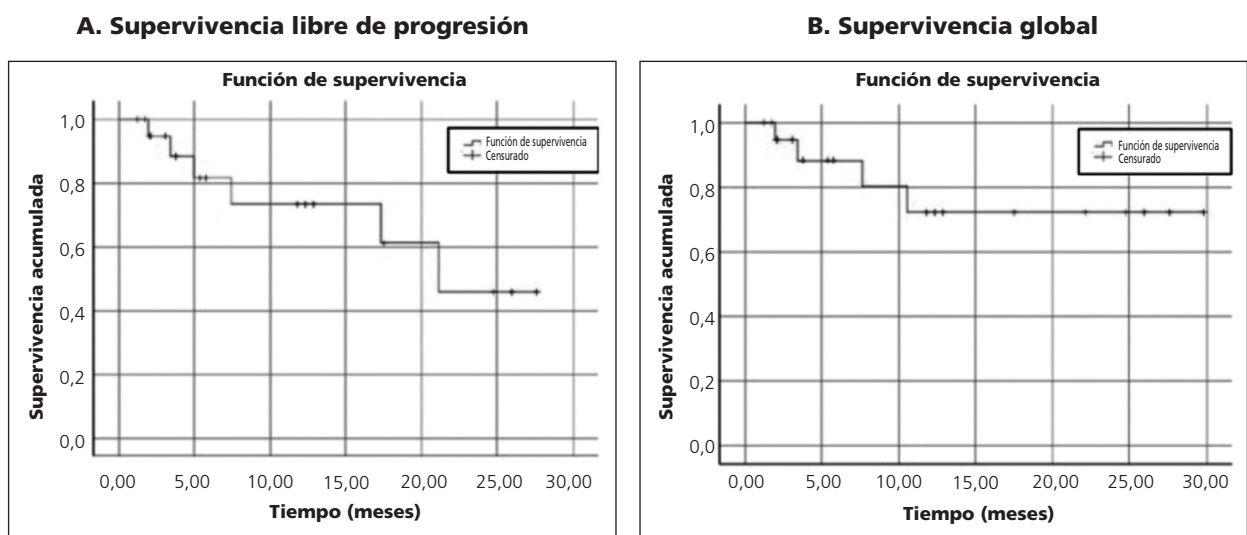 A. Supervivencia libre de progresión
Función de supervivencia
1,0
0,8
0,6
0,4
0,2
0,0
Supervivencia acumulada
Función de supervivencia
Censurado
0,00 5,00 10,00 15,00 20,00 25,00 30,00
Tiempo (meses)
B. Supervivencia global
Función de supervivencia
1,0
0,8
0,6
0,4
0,2
0,0
Supervivencia acumulada
Función de supervivencia
Censurado
0,00 5,00 10,00 15,00 20,00 25,00 30,00
Tiempo (meses)